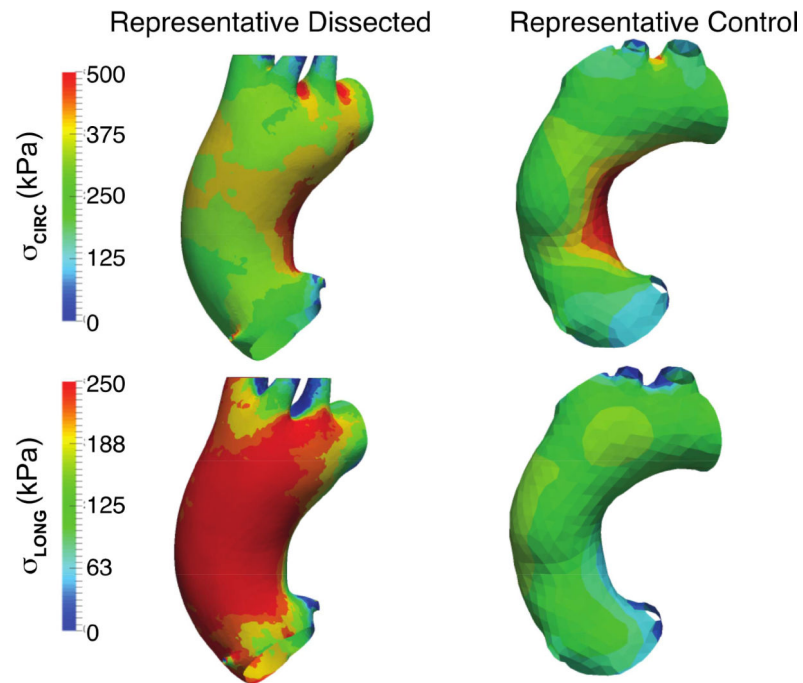 Representative Dissected
Representative Control
σCIRC (kPa)
500
375
250
125
0
σLONG (kPa)
250
188
125
63
0